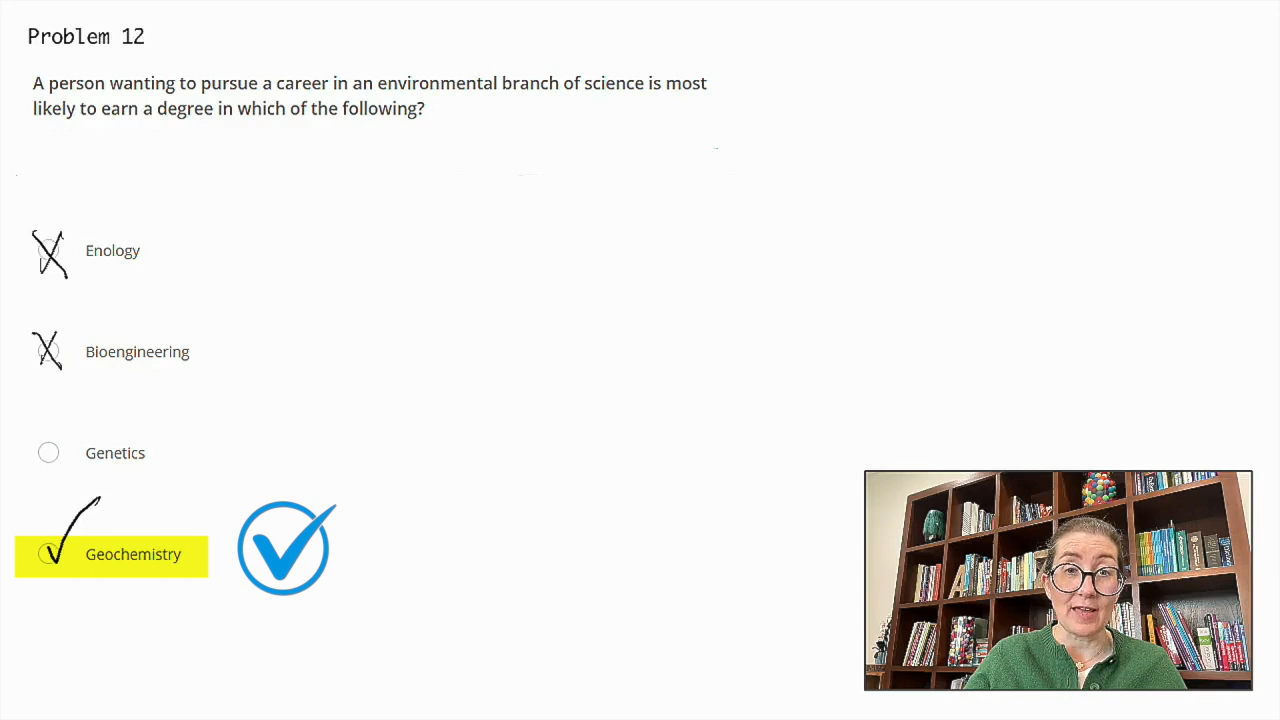 Problem 12
A person wanting to pursue a career in an environmental branch of science is most
likely to earn a degree in which of the following?
Enology
Bioengineering
Genetics
Geochemistry